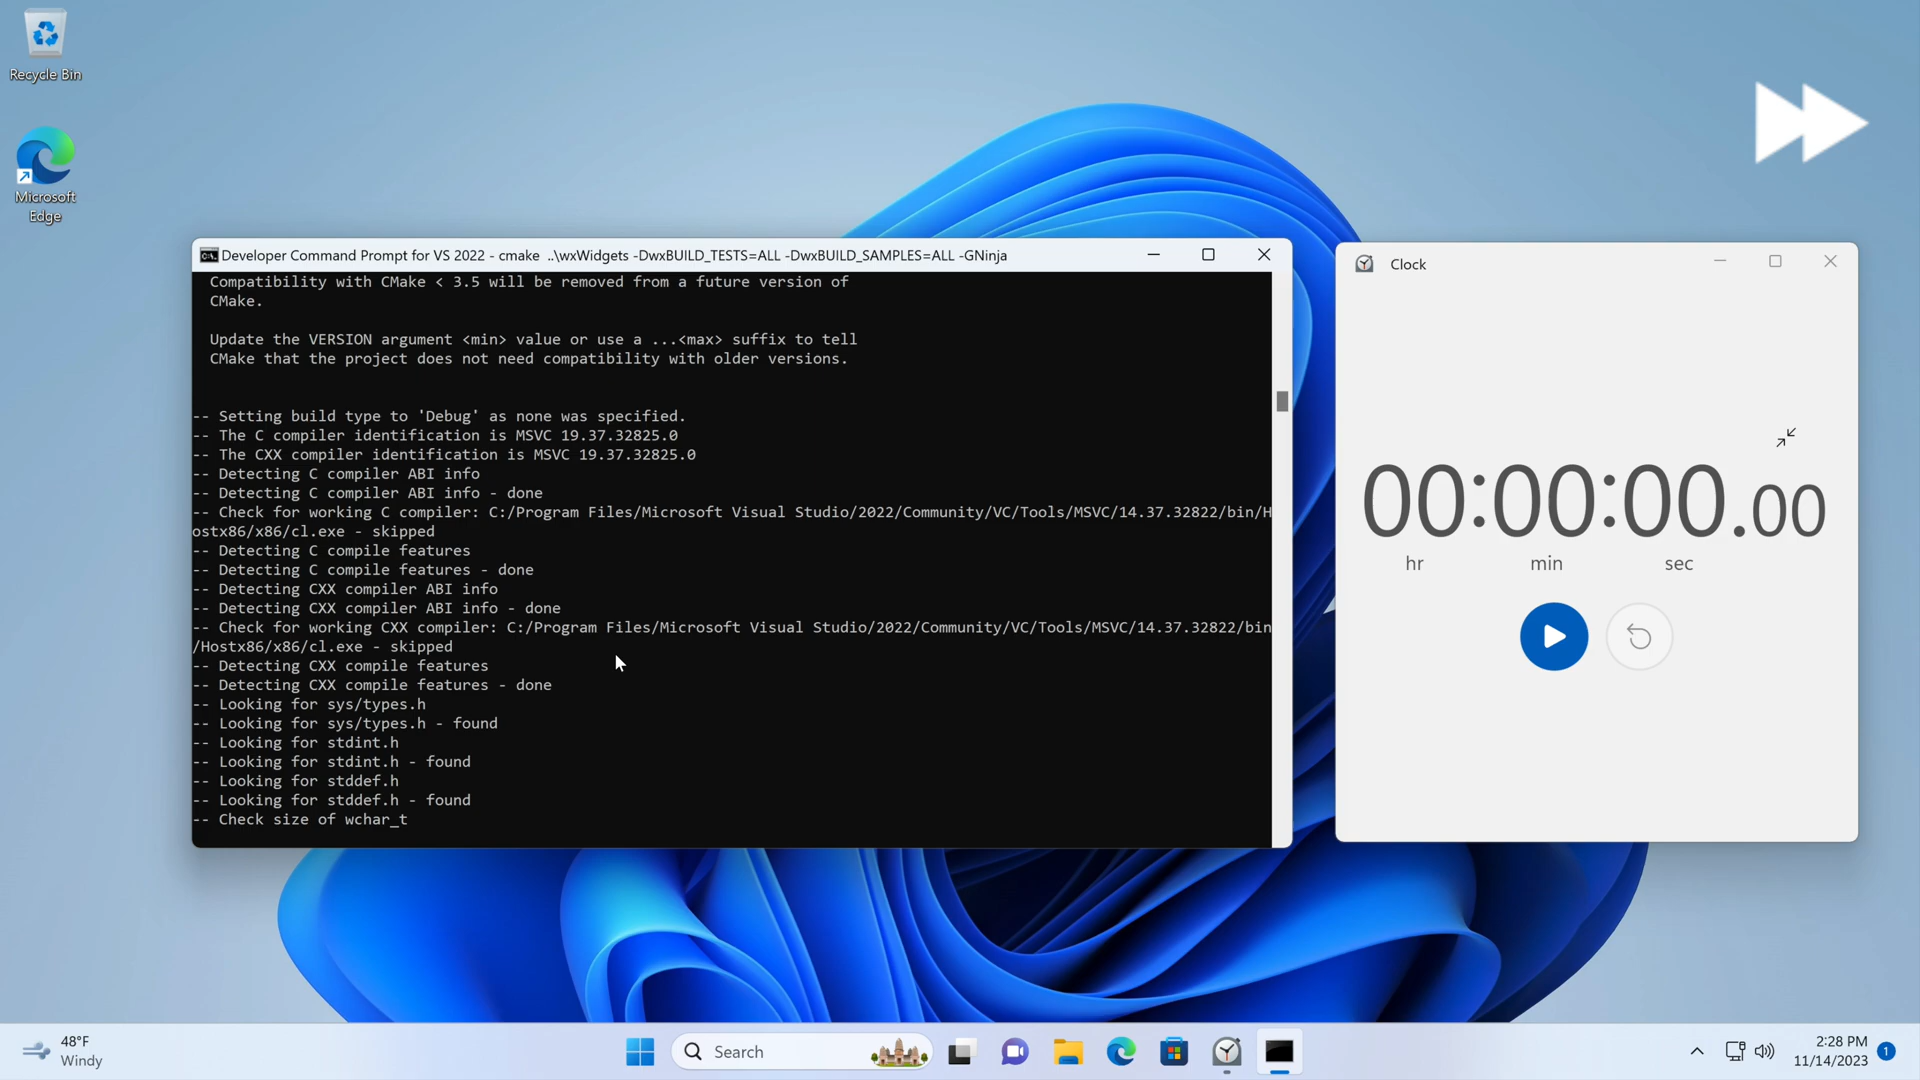 Recycle Bin
Microsoft
Edge
Developer Command Prompt for VS 2022 - cmake  ..\wxWidgets -DwxBUILD_TESTS=ALL -DwxBUILD_SAMPLES=ALL -GNinja
Compatibility with CMake < 3.5 will be removed from a future version of
CMake.
Update the VERSION argument <min> value or use a ...<max> suffix to tell
CMake that the project does not need compatibility with older versions.
-- Setting build type to 'Debug' as none was specified.
-- The C compiler identification is MSVC 19.37.32825.0
-- The CXX compiler identification is MSVC 19.37.32825.0
-- Detecting C compiler ABI info
-- Detecting C compiler ABI info - done
-- Check for working C compiler: C:/Program Files/Microsoft Visual Studio/2022/Community/VC/Tools/MSVC/14.37.32822/bin/H
ostx86/x86/cl.exe - skipped
-- Detecting C compile features
-- Detecting C compile features - done
-- Detecting CXX compiler ABI info
-- Detecting CXX compiler ABI info - done
-- Check for working CXX compiler: C:/Program Files/Microsoft Visual Studio/2022/Community/VC/Tools/MSVC/14.37.32822/bin
/Hostx86/x86/cl.exe - skipped
-- Detecting CXX compile features
-- Detecting CXX compile features - done
-- Looking for sys/types.h
-- Looking for sys/types.h - found
-- Looking for stdint.h
-- Looking for stdint.h - found
-- Looking for stddef.h
-- Looking for stddef.h - found
-- Check size of wchar_t
Clock
00:00:00.00
hr min sec
48°F
Windy
Search
2:28 PM
11/14/2023
1